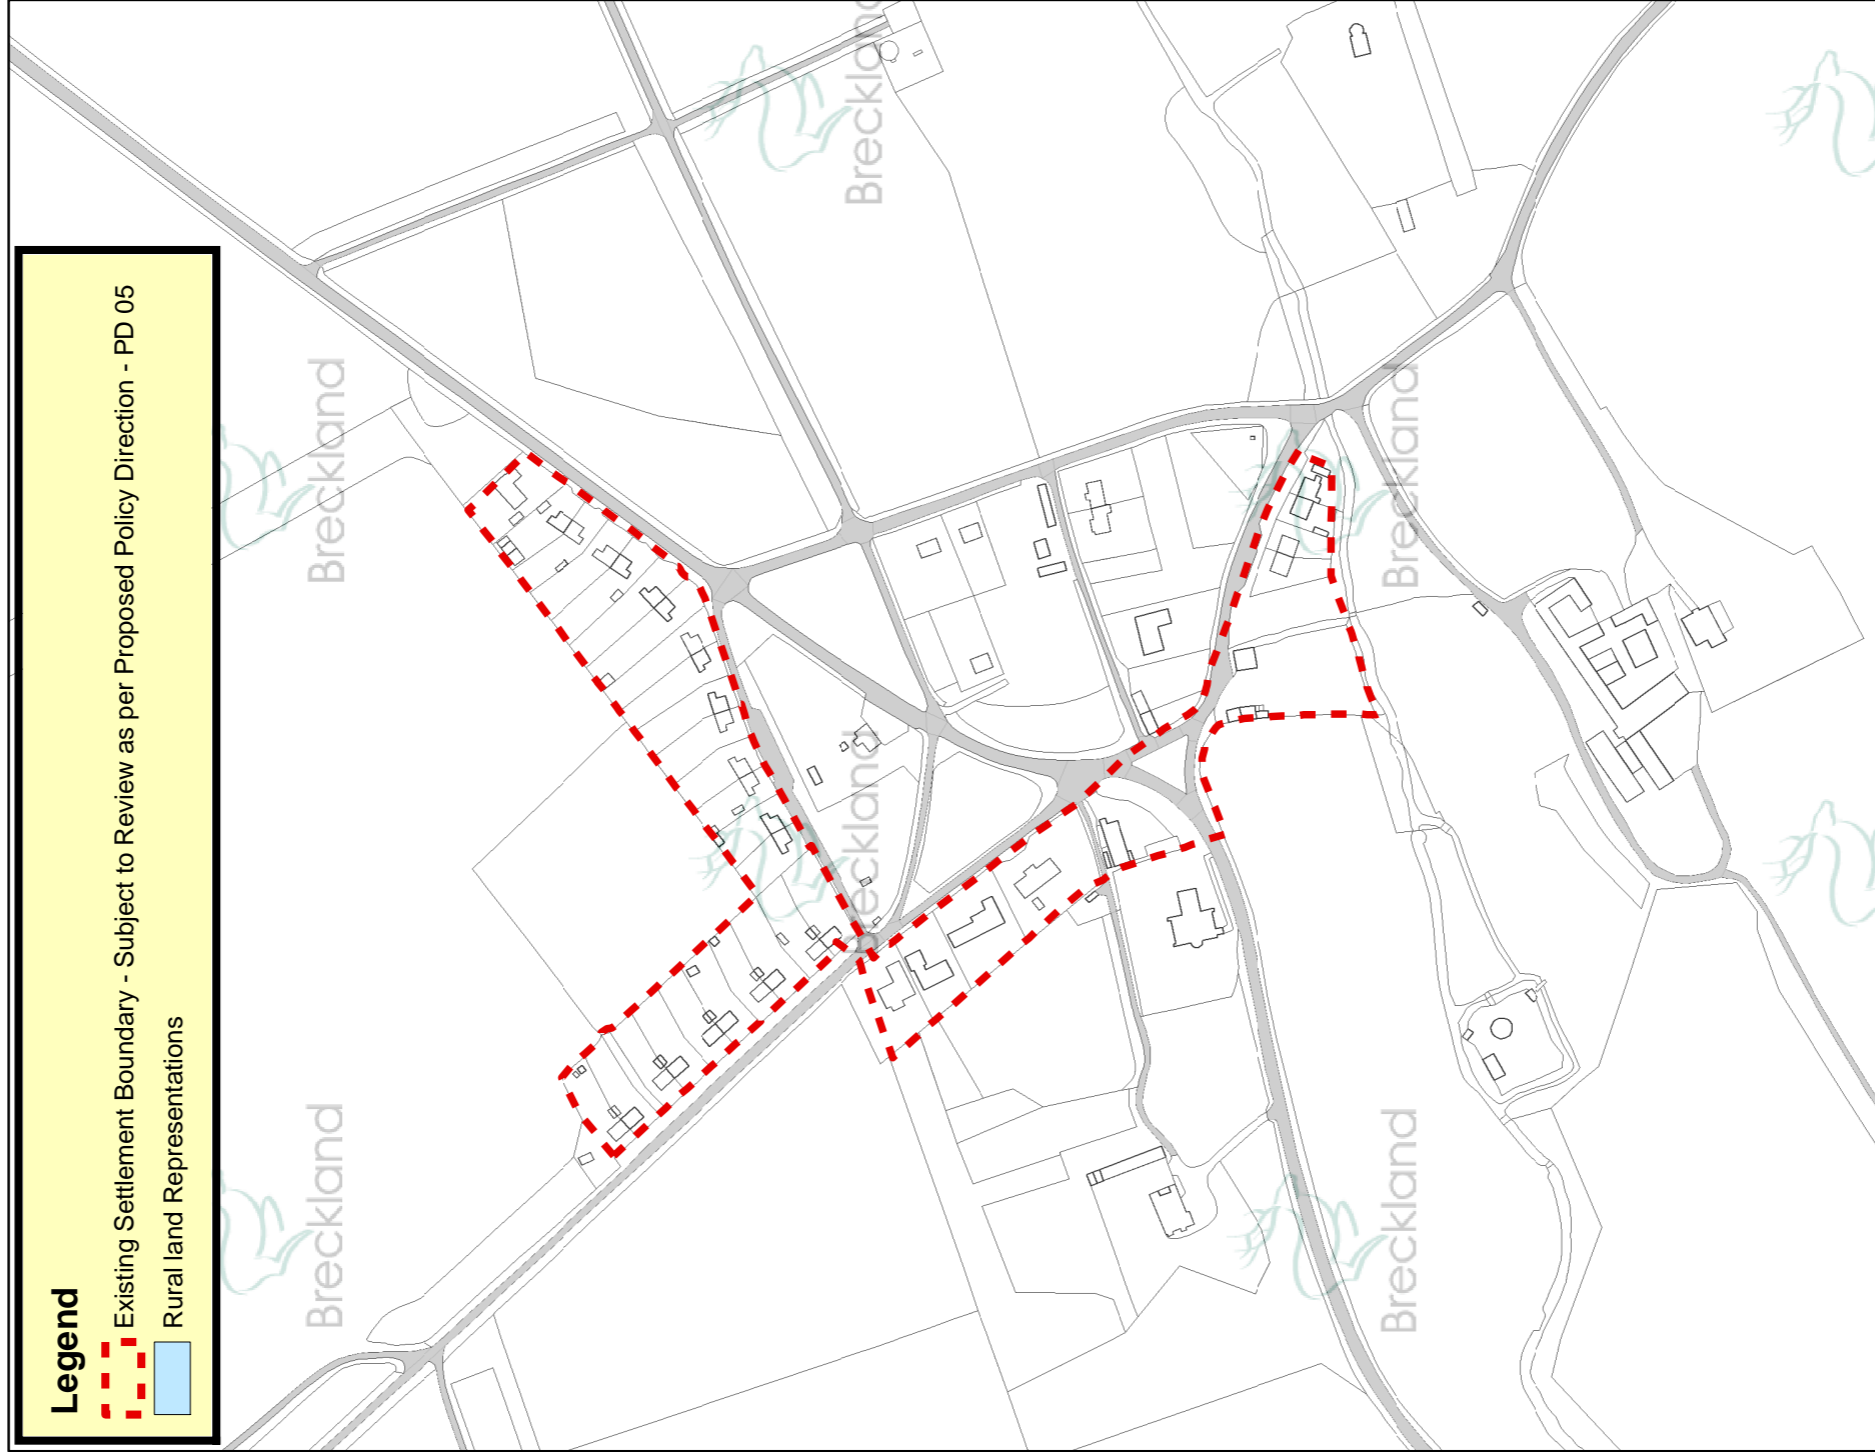 Legend
Existing Settlement Boundary - Subject to Review as per Proposed Policy Direction - PD 05
Rural land Representations
Breckland
Breckland
Breckland
Breckland
Breckland
Breckland